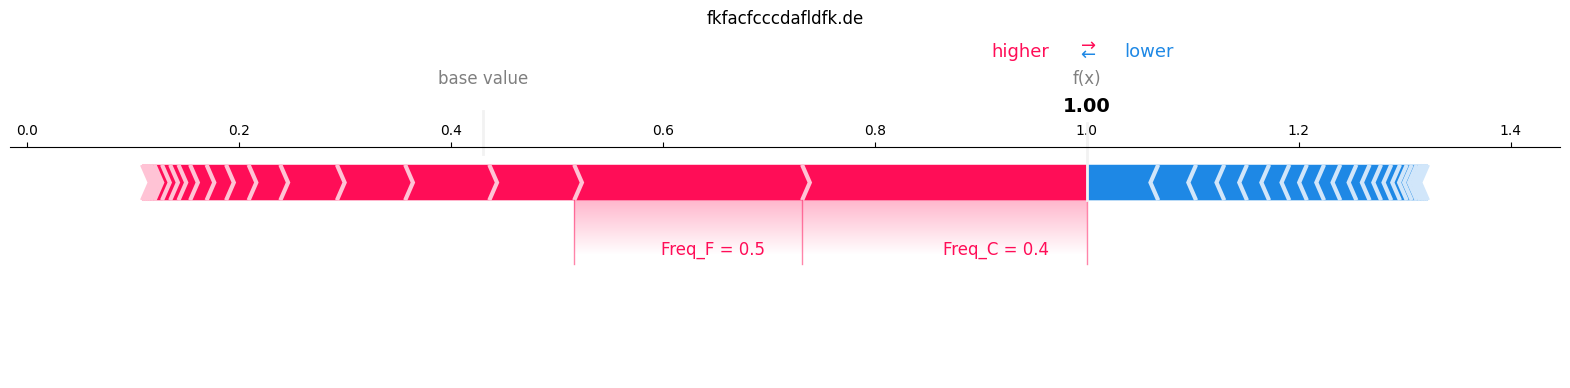 fkfacfcccdafldfk.de
higher ⇄ lower
base value f(x)
1.00
0.0 0.2 0.4 0.6 0.8 1.0 1.2 1.4
Freq_F = 0.5 Freq_C = 0.4